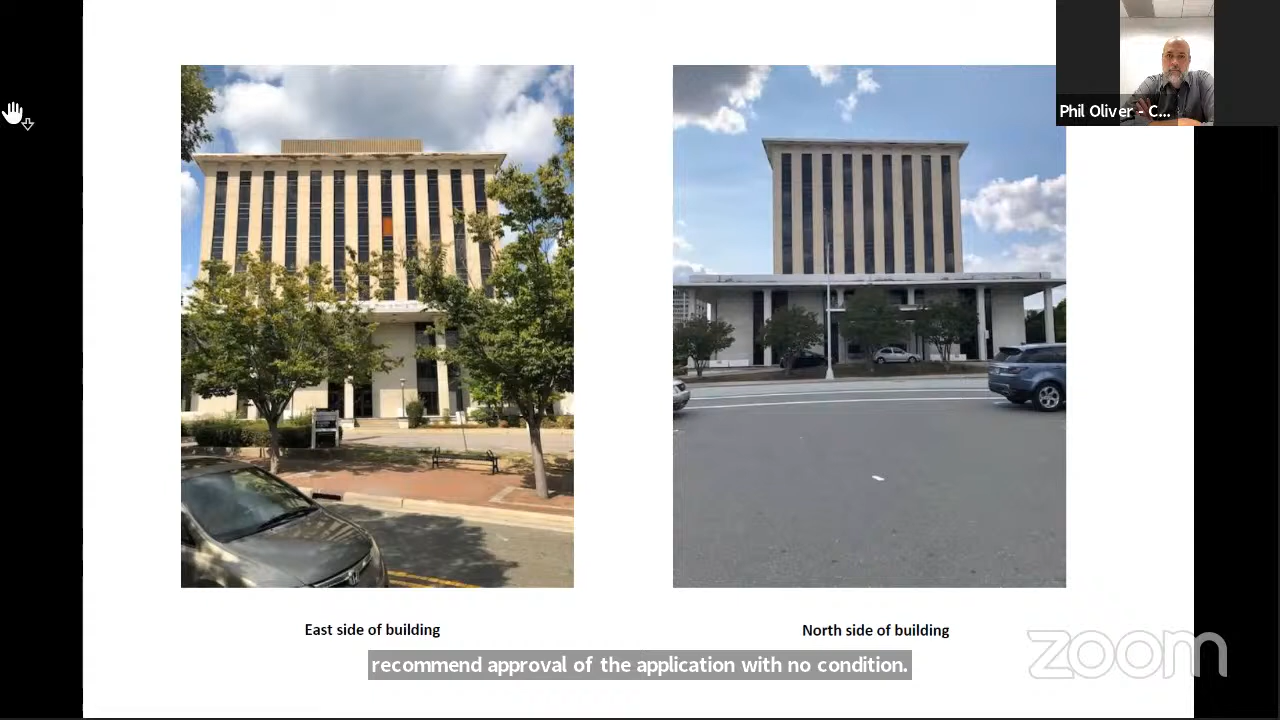 Phil Oliver - C...
East side of building
North side of building
recommend approval of the application with no condition.
zoom